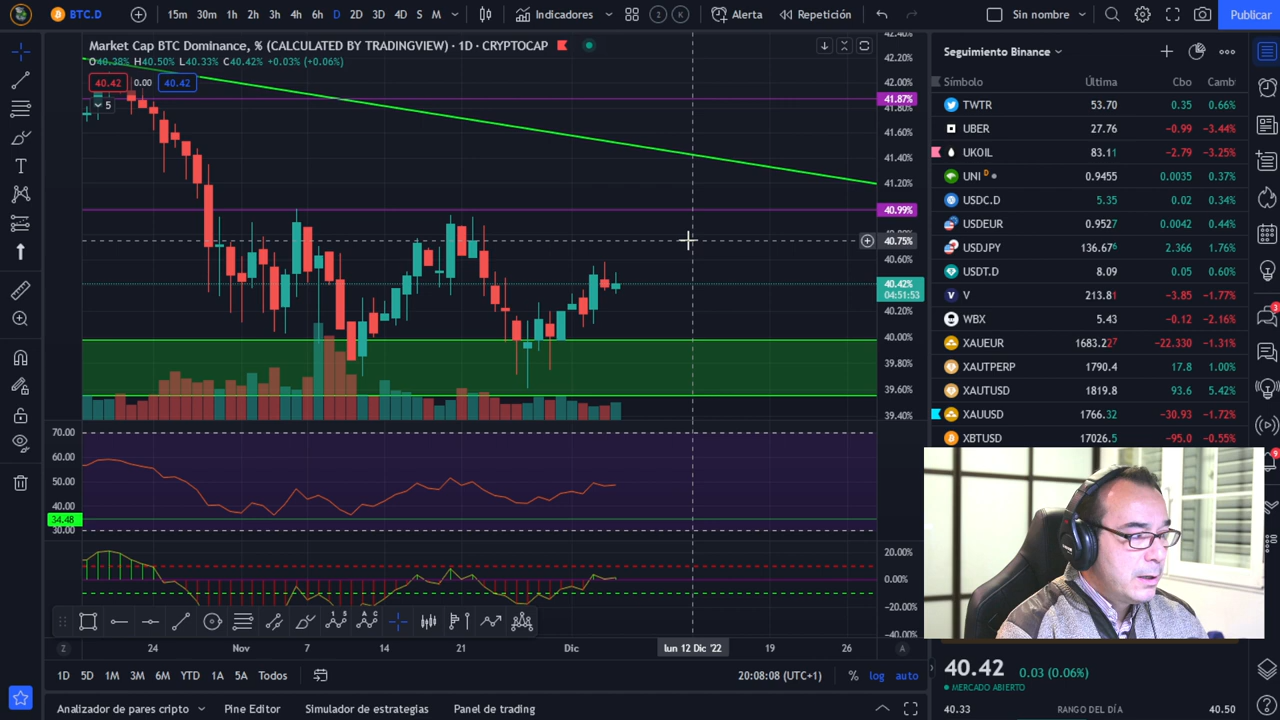 BTC.D
15m 30m 1h 2h 3h 4h 6h D 2D 3D 4D S M
Indicadores
2 K
Alerta
Repetición
Sin nombre
Publicar
Market Cap BTC Dominance, % (CALCULATED BY TRADINGVIEW) · 1D · CRYPTOCAP
O40.38% H40.50% L40.33% C40.42% +0.03 (+0.06%)
40.42 0.00 40.42
5
42.20%
42.00%
41.87%
41.80%
41.60%
41.40%
41.20%
40.99%
40.75%
40.60%
40.42%
04:51:53
40.20%
40.00%
39.80%
39.60%
39.40%
70.00
60.00
50.00
40.00
34.48
30.00
20.00%
0.00%
-20.00%
-40.00%
Z 24 Nov 7 14 21 Dic lun 12 Dic '22 19 26 A
1D 5D 1M 3M 6M YTD 1A 5A Todos
20:08:08 (UTC+1) % log auto
Analizador de pares cripto Pine Editor Simulador de estrategias Panel de trading
Seguimiento Binance
Símbolo Última Cbo Camb
TWTR 53.70 0.35 0.66%
UBER 27.76 -0.99 -3.44%
UKOIL 83.11 -2.79 -3.25%
UNI D 0.9455 0.0035 0.37%
USDC.D 5.35 0.02 0.34%
USDEUR 0.9527 0.0042 0.44%
USDJPY 136.676 2.366 1.76%
USDT.D 8.09 0.05 0.60%
V 213.81 -3.85 -1.77%
WBX 5.43 -0.12 -2.16%
XAUEUR 1683.227 -22.330 -1.31%
XAUTPERP 1790.4 17.8 1.00%
XAUTUSD 1819.8 93.6 5.42%
XAUUSD 1766.32 -30.93 -1.72%
XBTUSD 17026.5 -95.0 -0.55%
3
9
40.42 0.03 (0.06%)
MERCADO ABIERTO
40.33 RANGO DEL DÍA 40.50